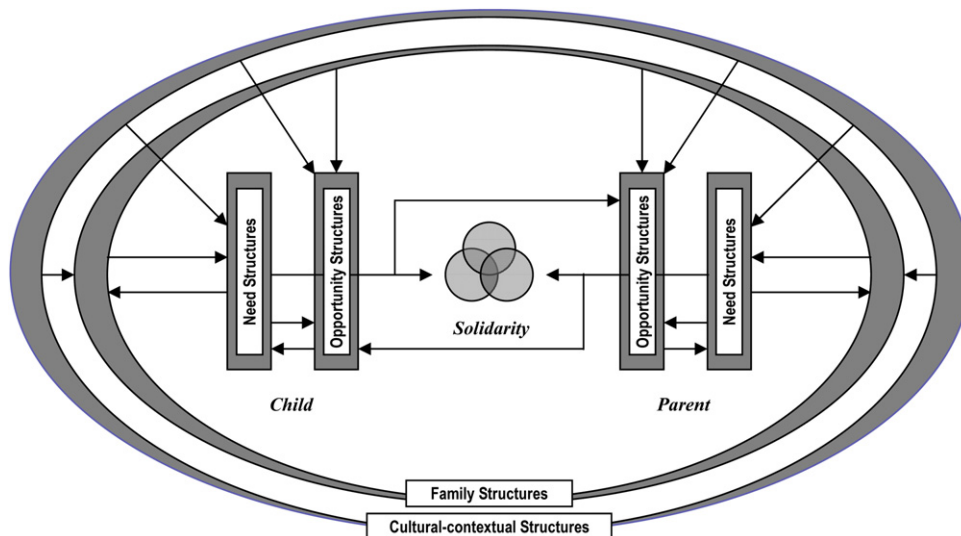 Need Structures
Opportunity Structures
Solidarity
Opportunity Structures
Need Structures
Child
Parent
Family Structures
Cultural-contextual Structures